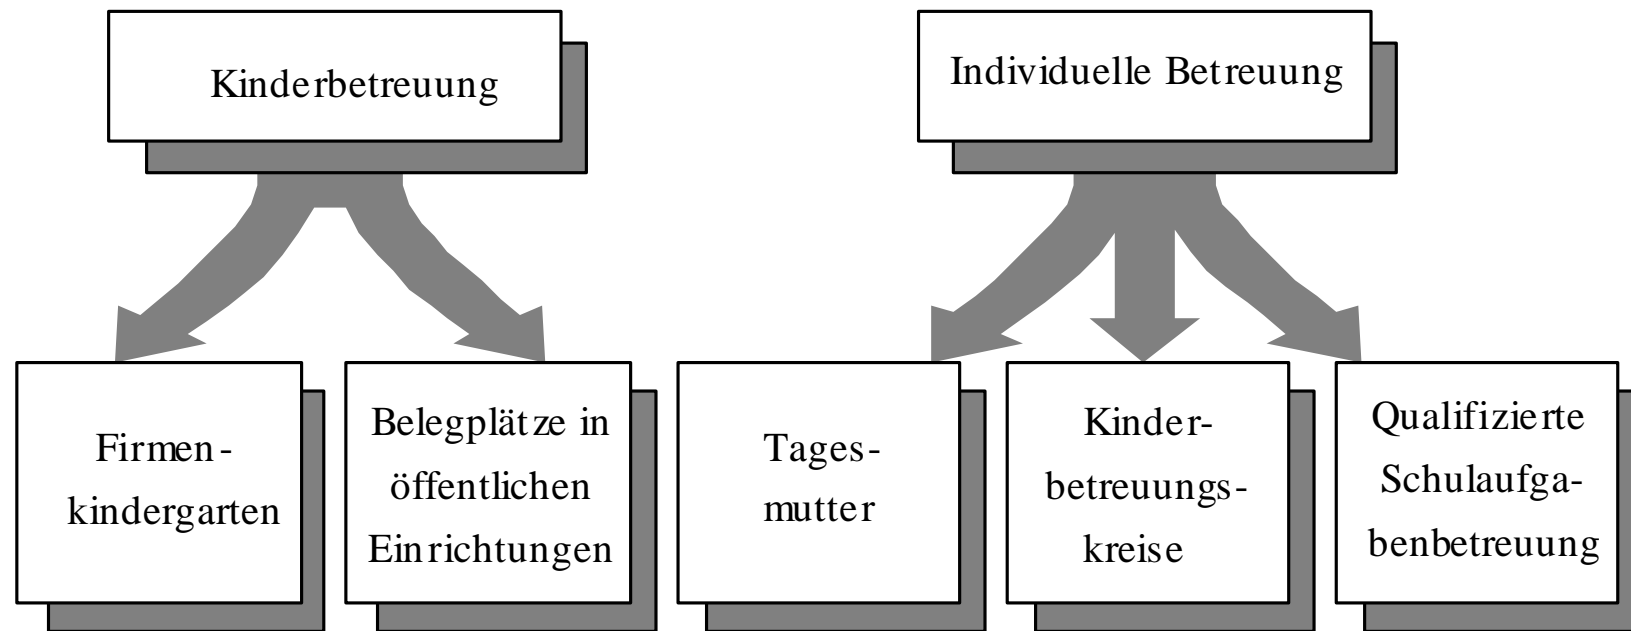 Kinderbetreuung
Individuelle Betreuung
Firmen-
kindergarten
Belegplätze in
öffentlichen
Einrichtungen
Tages-
mutter
Kinder-
betreuungs-
kreise
Qualifizierte
Schulaufga-
benbetreuung